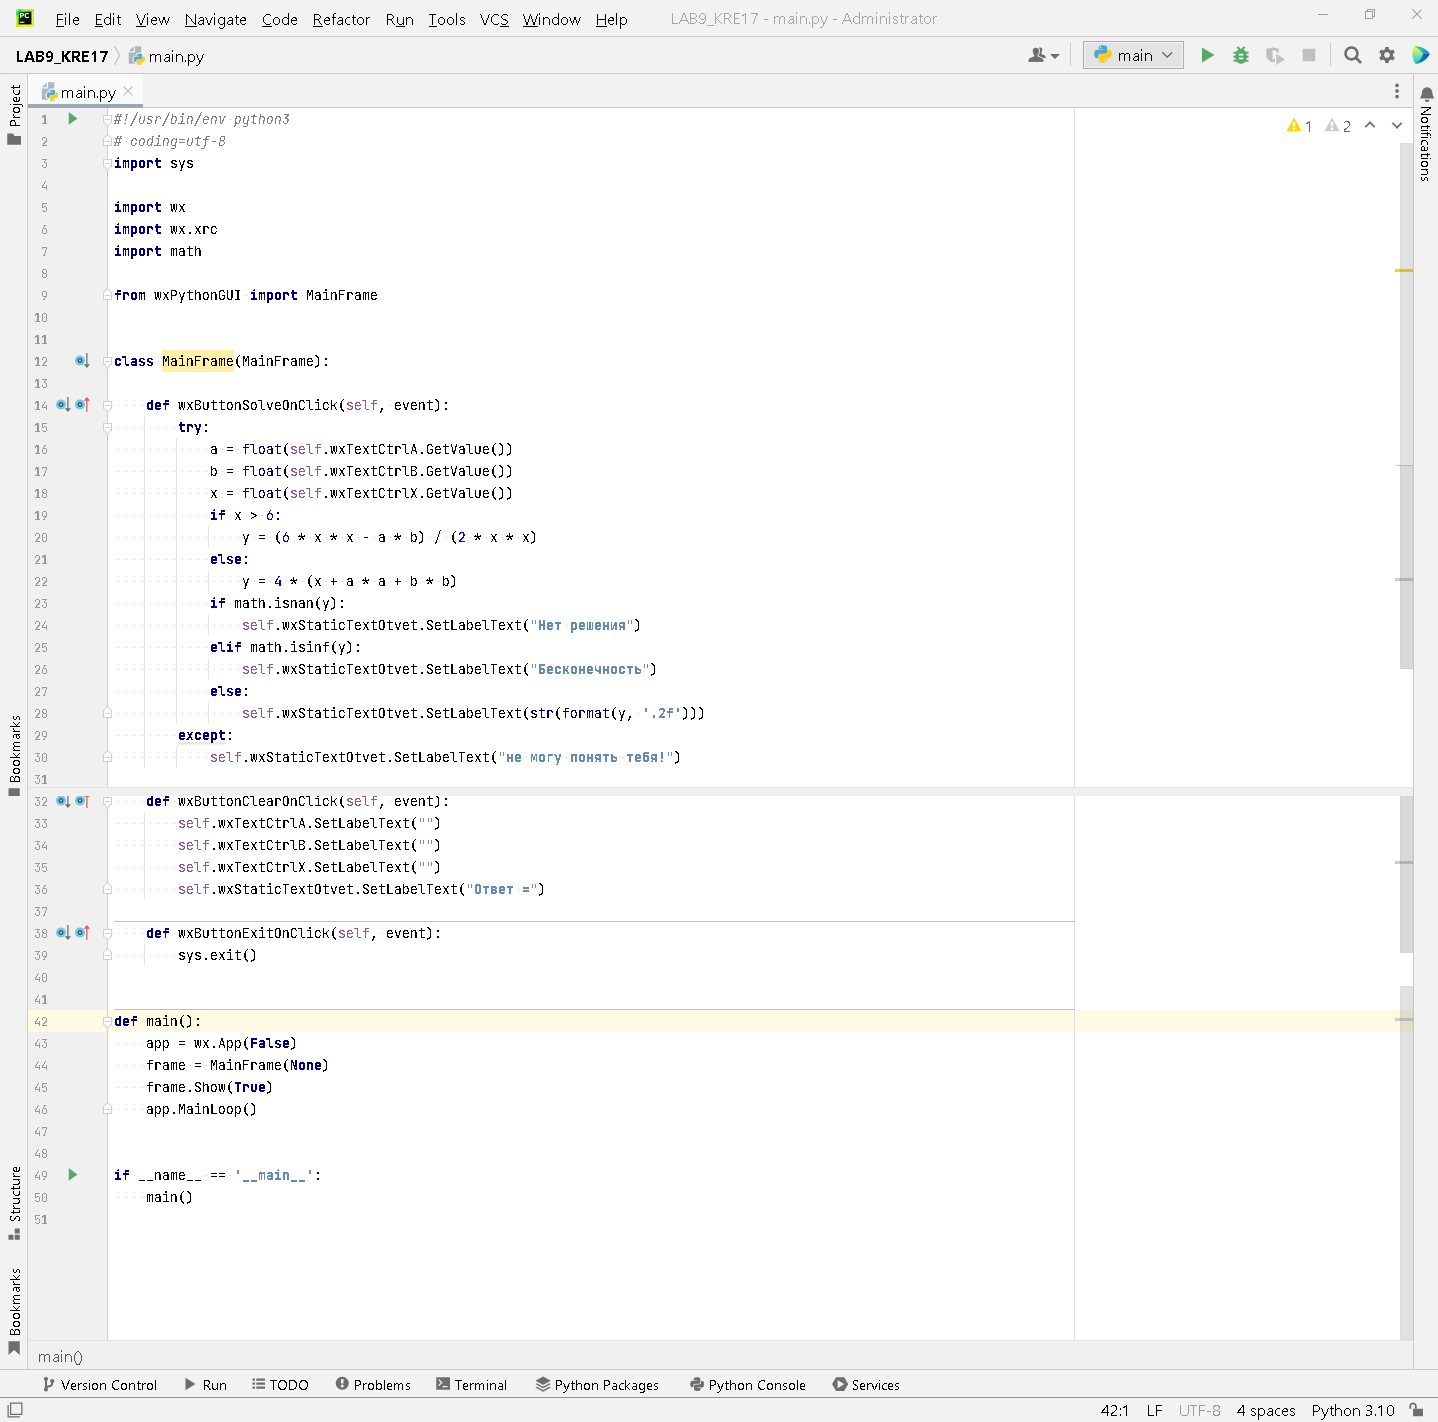 File Edit View Navigate Code Refactor Run Tools VCS Window Help LAB9_KRE17 - main.py - Administrator
LAB9_KRE17 main.py main
main.py
Project
Notifications
1 2
1 #!/usr/bin/env python3
2 # coding=utf-8
3 import sys
4
5 import wx
6 import wx.xrc
7 import math
8
9 from wxPythonGUI import MainFrame
10
11
12 class MainFrame(MainFrame):
13
14 def wxButtonSolveOnClick(self, event):
15 try:
16 a = float(self.wxTextCtrlA.GetValue())
17 b = float(self.wxTextCtrlB.GetValue())
18 x = float(self.wxTextCtrlX.GetValue())
19 if x > 6:
20 y = (6 * x * x - a * b) / (2 * x * x)
21 else:
22 y = 4 * (x + a * a + b * b)
23 if math.isnan(y):
24 self.wxStaticTextOtvet.SetLabelText("Нет решения")
25 elif math.isinf(y):
26 self.wxStaticTextOtvet.SetLabelText("Бесконечность")
27 else:
28 self.wxStaticTextOtvet.SetLabelText(str(format(y, '.2f')))
29 except:
30 self.wxStaticTextOtvet.SetLabelText("не могу понять тебя!")
31
32 def wxButtonClearOnClick(self, event):
33 self.wxTextCtrlA.SetLabelText("")
34 self.wxTextCtrlB.SetLabelText("")
35 self.wxTextCtrlX.SetLabelText("")
36 self.wxStaticTextOtvet.SetLabelText("Ответ =")
37
38 def wxButtonExitOnClick(self, event):
39 sys.exit()
40
41
42 def main():
43 app = wx.App(False)
44 frame = MainFrame(None)
45 frame.Show(True)
46 app.MainLoop()
47
48
49 if __name__ == '__main__':
50 main()
51
Bookmarks
Structure
Bookmarks
main()
Version Control Run TODO Problems Terminal Python Packages Python Console Services
42:1 LF UTF-8 4 spaces Python 3.10